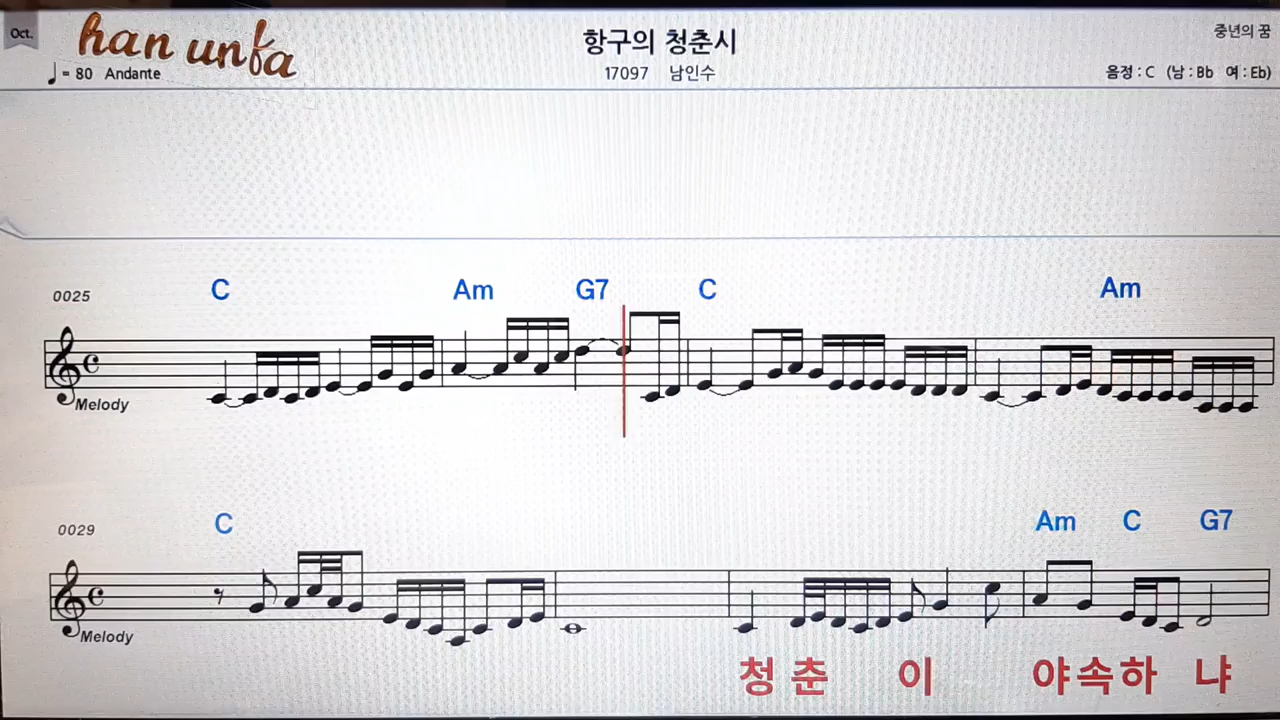 Oct.
han unfa
항구의 청춘시
중년의 꿈
♩ = 80 Andante
17097 남인수
음정 : C (남 : Bb 여 : Eb)
0025
C Am G7 C Am
Melody
0029
C Am C G7
Melody
청 춘 이 야 속 하 냐